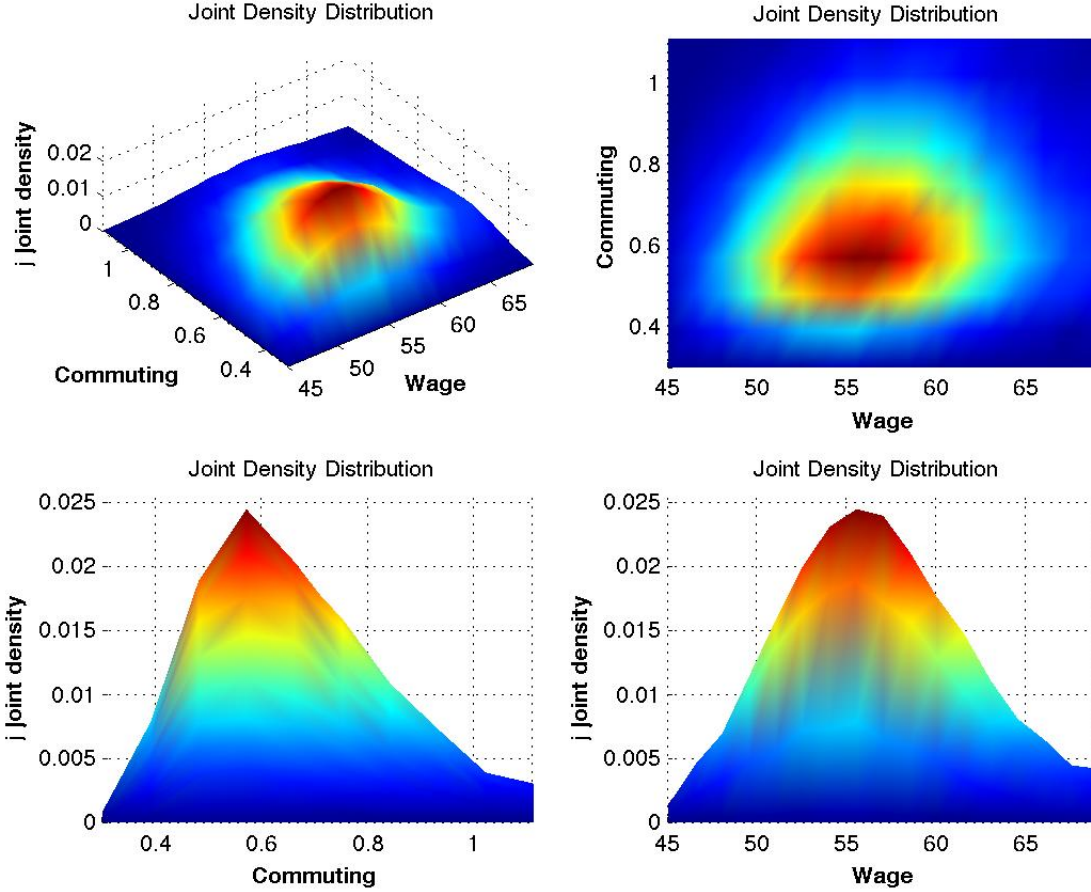 Joint Density Distribution
j Joint density
0.02
0.01
0
1
0.8
0.6
0.4
Commuting
45
50
55
60
65
Wage
Joint Density Distribution
Commuting
1
0.8
0.6
0.4
45 50 55 60 65
Wage
Joint Density Distribution
j Joint density
0.025
0.02
0.015
0.01
0.005
0
0.4 0.6 0.8 1
Commuting
Joint Density Distribution
j Joint density
0.025
0.02
0.015
0.01
0.005
0
45 50 55 60 65
Wage